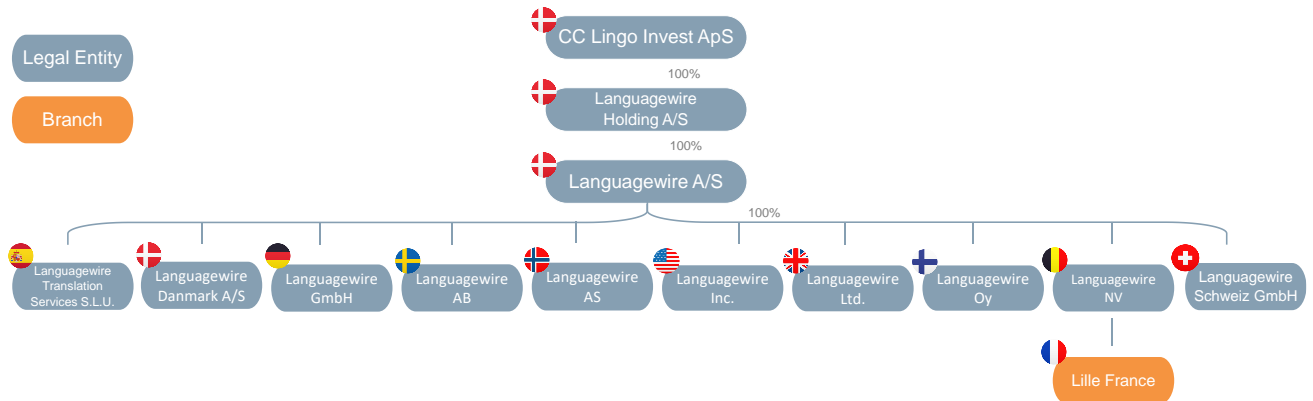 CC Lingo Invest ApS
Legal Entity
100%
Languagewire
Holding A/S
Branch
100%
Languagewire A/S
100%
Languagewire
Translation
Services S.L.U.
Languagewire
Danmark A/S
Languagewire
GmbH
Languagewire
AB
Languagewire
AS
Languagewire
Inc.
Languagewire
Ltd.
Languagewire
Oy
Languagewire
NV
Languagewire
Schweiz GmbH
Lille France